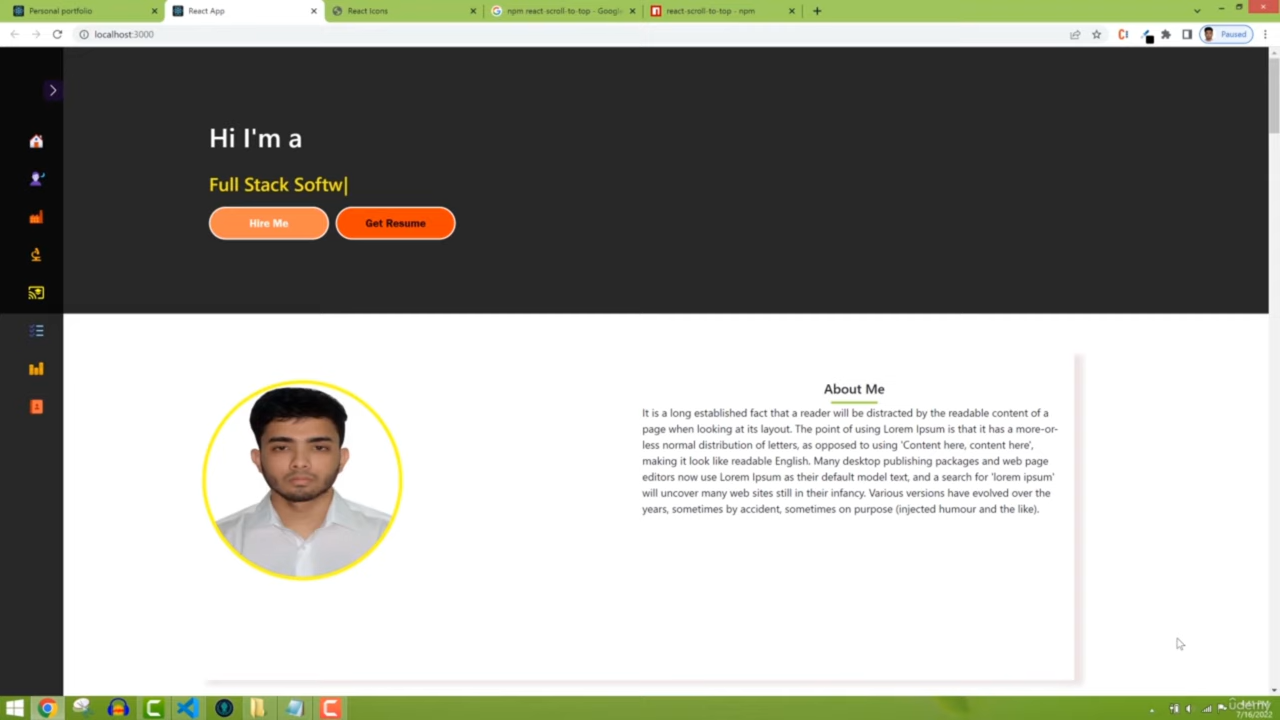 Personal portfolio
React App
React Icons
npm react-scroll-to-top - Google
react-scroll-to-top - npm
localhost:3000
Paused
Hi I'm a
Full Stack Softw|
Hire Me
Get Resume
About Me
It is a long established fact that a reader will be distracted by the readable content of a
page when looking at its layout. The point of using Lorem Ipsum is that it has a more-or-
less normal distribution of letters, as opposed to using 'Content here, content here',
making it look like readable English. Many desktop publishing packages and web page
editors now use Lorem Ipsum as their default model text, and a search for 'lorem ipsum'
will uncover many web sites still in their infancy. Various versions have evolved over the
years, sometimes by accident, sometimes on purpose (injected humour and the like).
udemy
7/16/2022